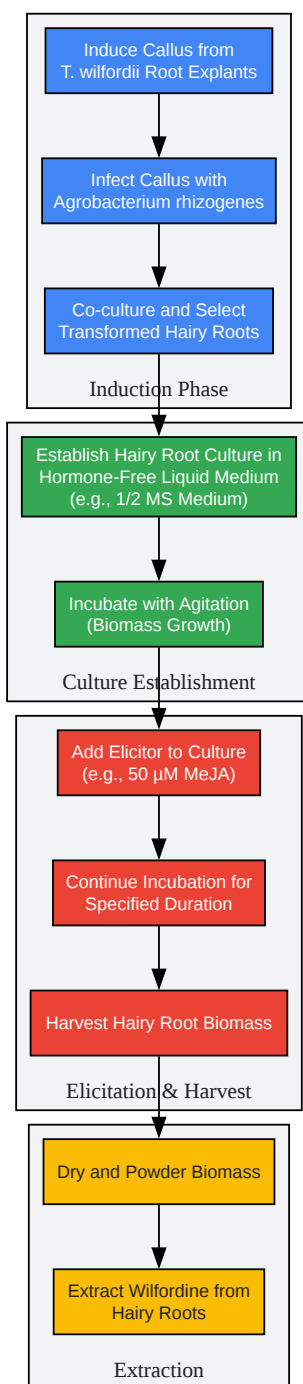 Induce Callus from
T. wilfordii Root Explants
Infect Callus with
Agrobacterium rhizogenes
Co-culture and Select
Transformed Hairy Roots
Induction Phase
Establish Hairy Root Culture in
Hormone-Free Liquid Medium
(e.g., 1/2 MS Medium)
Incubate with Agitation
(Biomass Growth)
Culture Establishment
Add Elicitor to Culture
(e.g., 50 µM MeJA)
Continue Incubation for
Specified Duration
Harvest Hairy Root Biomass
Elicitation & Harvest
Dry and Powder Biomass
Extract Wilfordine from
Hairy Roots
Extraction